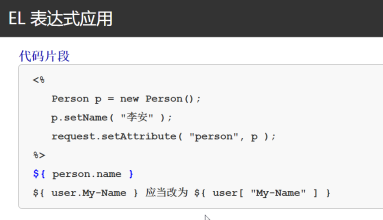 EL 表达式应用
代码片段
<%
Person p = new Person();
p.setName( "李安" );
request.setAttribute( "person", p );
%>
${ person.name }
${ user.My-Name } 应当改为 ${ user[ "My-Name" ] }